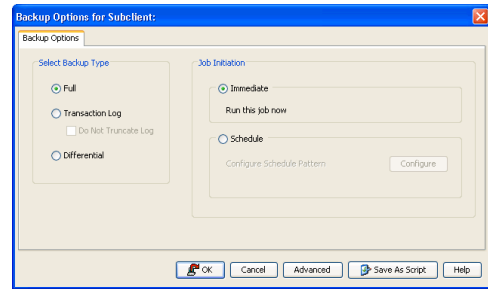 Backup Options for Subclient:
Backup Options
Select Backup Type
Full
Transaction Log
Do Not Truncate Log
Differential
Job Initiation
Immediate
Run this job now
Schedule
Configure Schedule Pattern
Configure
OK
Cancel
Advanced
Save As Script
Help